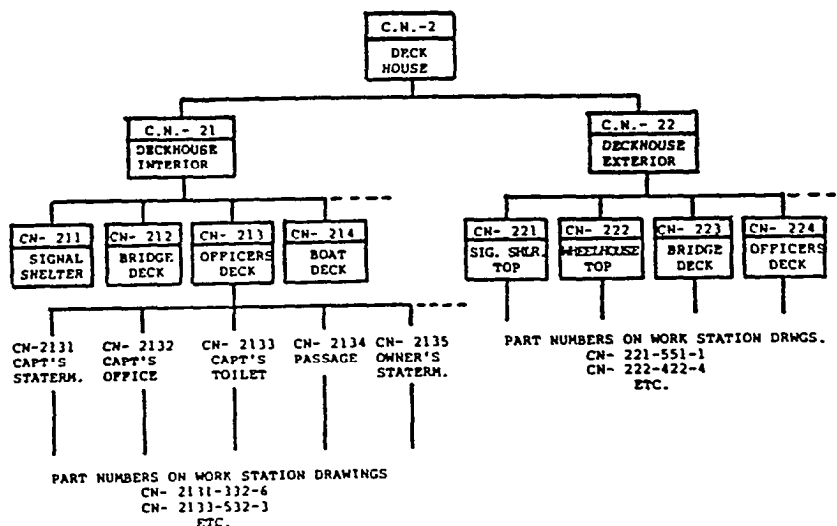 C.N.-2
DECK
HOUSE
C.N.- 21
DECKHOUSE
INTERIOR
C.N.- 22
DECKHOUSE
EXTERIOR
CN- 211
SIGNAL
SHELTER
CN- 212
BRIDGE
DECK
CN- 213
OFFICERS
DECK
CN- 214
BOAT
DECK
CN- 221
SIG. SHLR.
TOP
CN- 222
WHEELHOUSE
TOP
CN- 223
BRIDGE
DECK
CN- 224
OFFICERS
DECK
CN-2131
CAPT'S
STATERM.
CN- 2132
CAPT'S
OFFICE
CN- 2133
CAPT'S
TOILET
CN- 2134
PASSAGE
CN- 2135
OWNER'S
STATERM.
PART NUMBERS ON WORK STATION DRWGS.
CN- 221-551-1
CN- 222-422-4
ETC.
PART NUMBERS ON WORK STATION DRAWINGS
CN- 2131-332-6
CN- 2133-532-3
ETC.